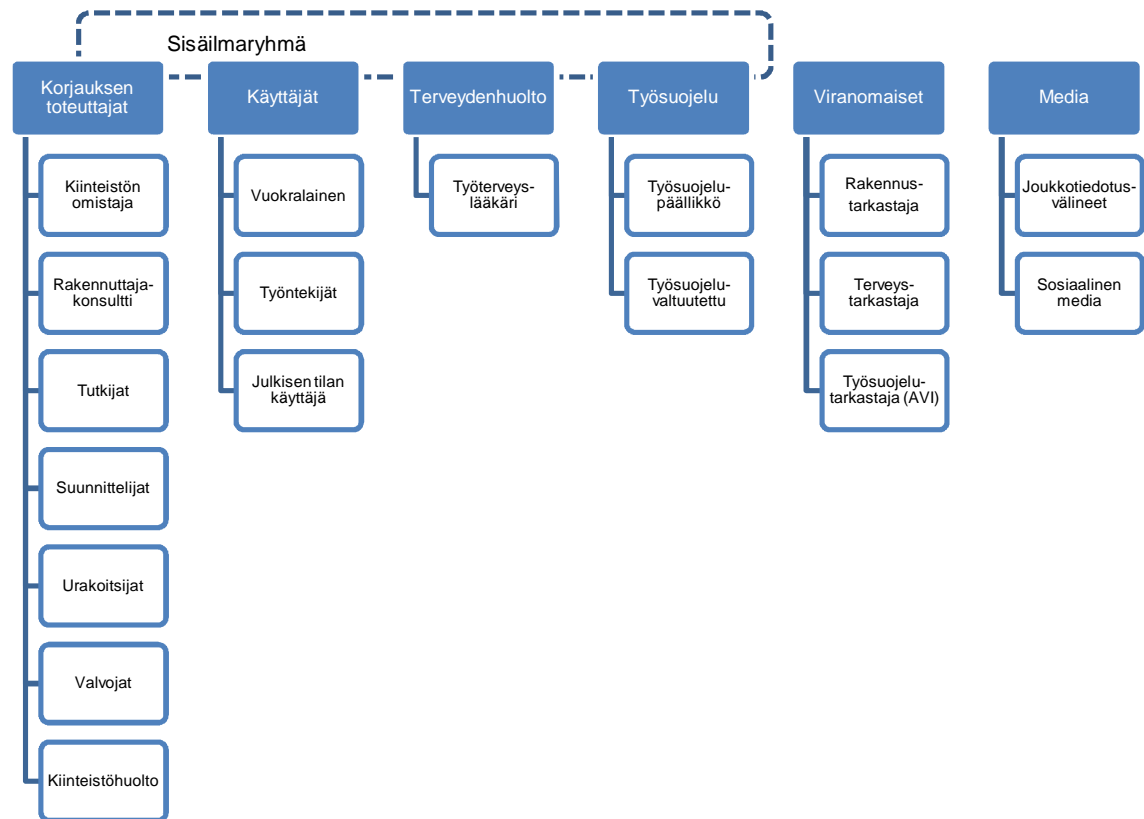 Sisäilmaryhmä
Korjauksen
toteuttajat
Kiinteistön
omistaja
Rakennuttaja-
konsultti
Tutkijat
Suunnittelijat
Urakoitsijat
Valvojat
Kiinteistöhuolto
Käyttäjät
Vuokralainen
Työntekijät
Julkisen tilan
käyttäjä
Terveydenhuolto
Työterveys-
lääkäri
Työsuojelu
Työsuojelu-
päällikkö
Työsuojelu-
valtuutettu
Viranomaiset
Rakennus-
tarkastaja
Terveys-
tarkastaja
Työsuojelu-
tarkastaja (AVI)
Media
Joukkotiedotus-
välineet
Sosiaalinen
media